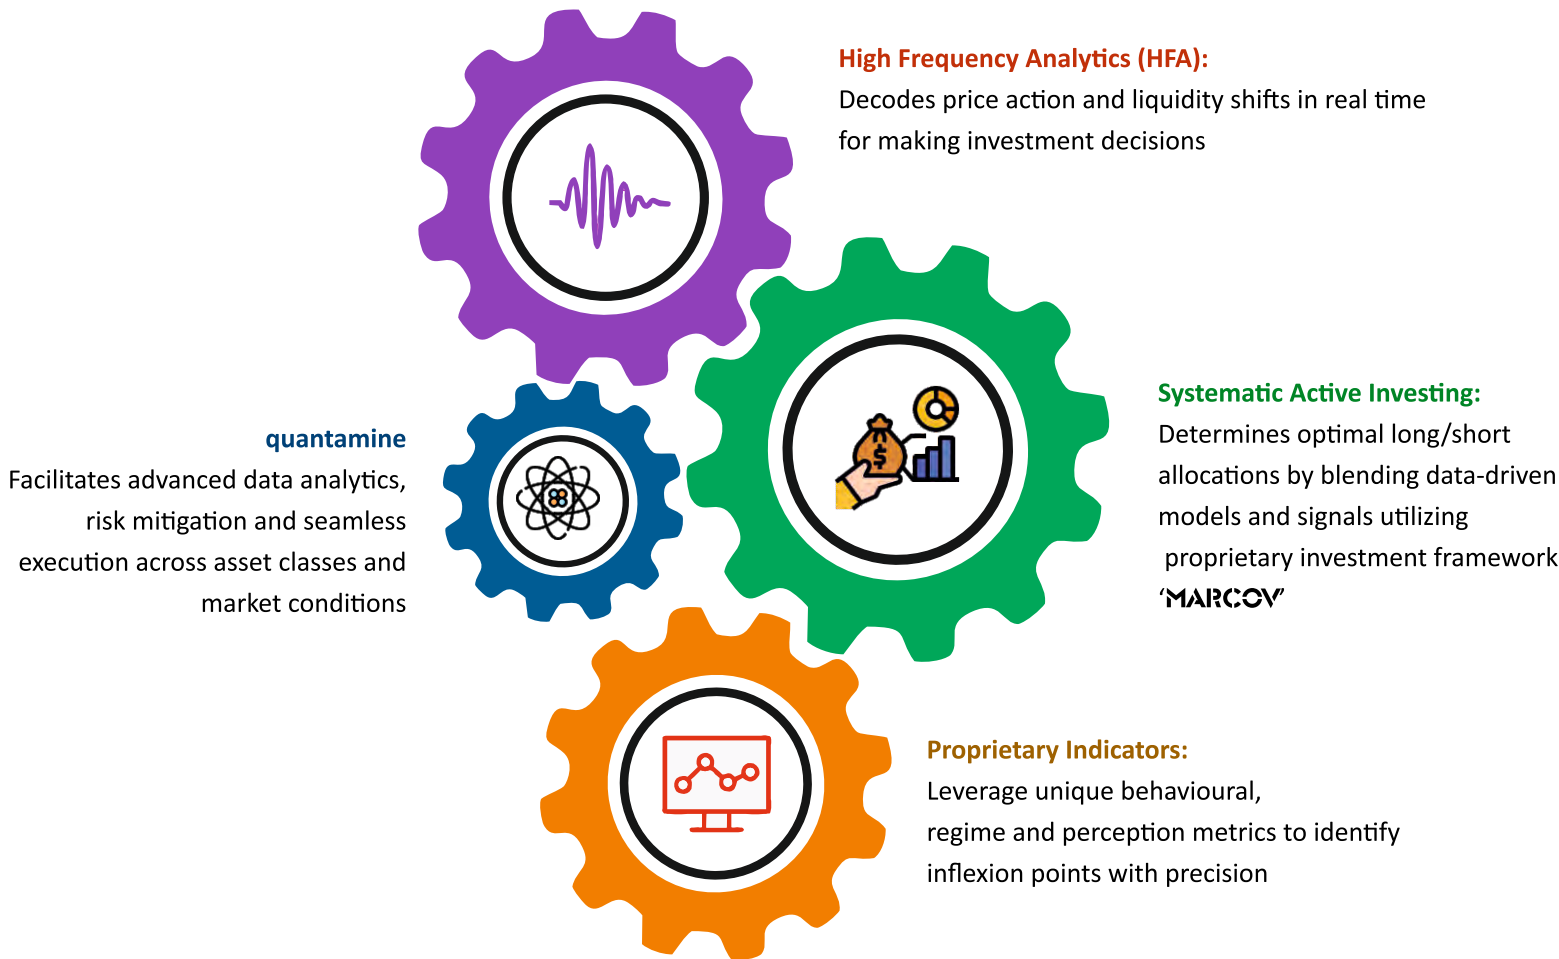 High Frequency Analytics (HFA):
Decodes price action and liquidity shifts in real time
for making investment decisions
Systematic Active Investing:
Determines optimal long/short
allocations by blending data-driven
models and signals utilizing
proprietary investment framework
‘MARCOV’
quantamine
Facilitates advanced data analytics,
risk mitigation and seamless
execution across asset classes and
market conditions
Proprietary Indicators:
Leverage unique behavioural,
regime and perception metrics to identify
inflexion points with precision